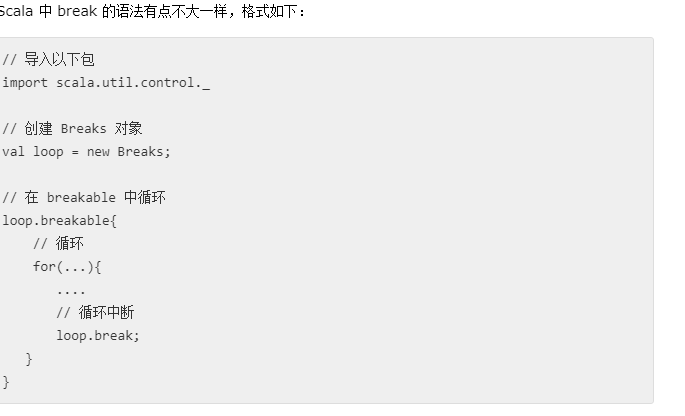 Scala 中 break 的语法有点不大一样，格式如下：
// 导入以下包
import scala.util.control._
// 创建 Breaks 对象
val loop = new Breaks;
// 在 breakable 中循环
loop.breakable{
// 循环
for(...){
....
// 循环中断
loop.break;
}
}